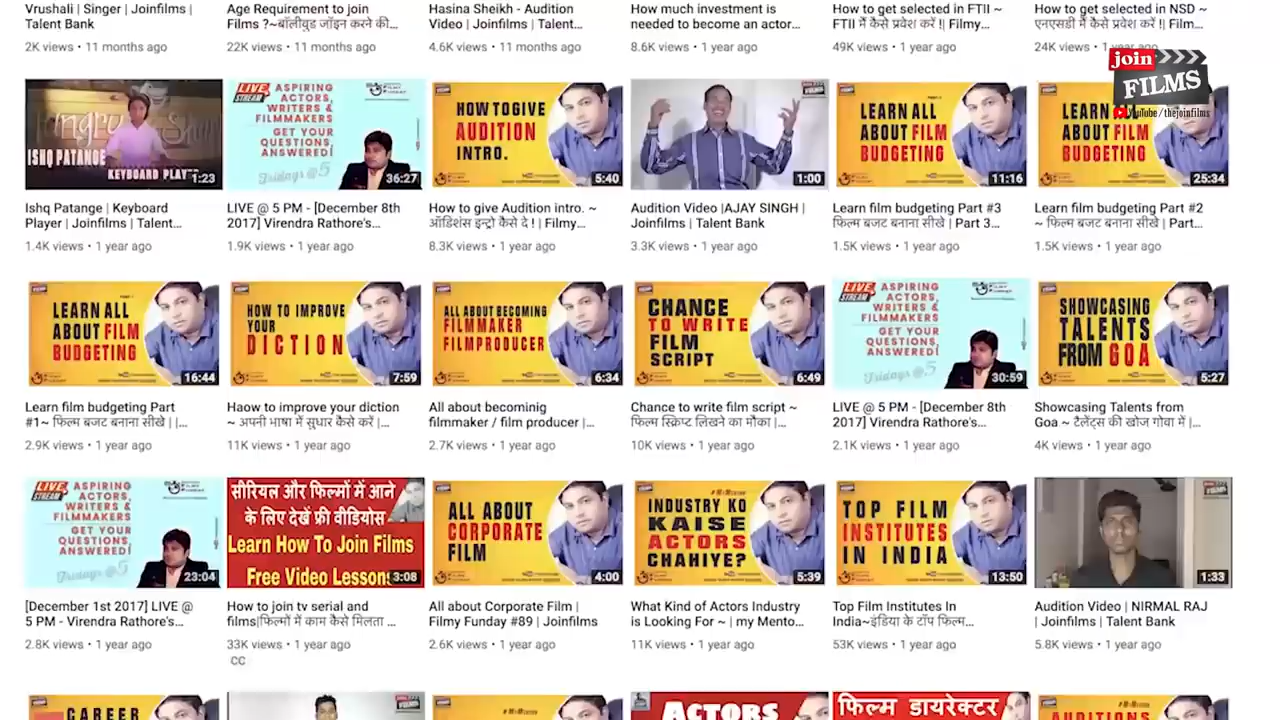 Vrushali | Singer | Joinfilms |
Talent Bank
2K views • 11 months ago
Age Requirement to join
Films ?~बॉलीवुड जॉइन करने की...
22K views • 11 months ago
Hasina Sheikh - Audition
Video | Joinfilms | Talent...
4.6K views • 11 months ago
How much investment is
needed to become an actor...
8.6K views • 1 year ago
How to get selected in FTII ~
FTII में कैसे प्रवेश करें !| Filmy...
49K views • 1 year ago
How to get selected in NSD ~
एनएसडी में कैसे प्रवेश करें !| Film...
24K views • 1 year ago
join
FILMS
YouTube /thejoinfilms
ISHQ PATANGE
KEYBOARD PLAY
1:23
LIVE
STREAM
ASPIRING
ACTORS,
WRITERS &
FILMMAKERS
GET YOUR
QUESTIONS,
ANSWERED!
Fridays @5
36:27
HOW TO GIVE
AUDITION
INTRO.
5:40
1:00
LEARN ALL
ABOUT FILM
BUDGETING
11:16
LEARN
ABOUT FILM
BUDGETING
25:34
Ishq Patange | Keyboard
Player | Joinfilms | Talent...
1.4K views • 1 year ago
LIVE @ 5 PM - [December 8th
2017] Virendra Rathore's...
1.9K views • 1 year ago
How to give Audition intro. ~
ऑडिशंस इन्ट्रो कैसे दे ! | Filmy...
8.3K views • 1 year ago
Audition Video |AJAY SINGH |
Joinfilms | Talent Bank
3.3K views • 1 year ago
Learn film budgeting Part #3
फिल्म बजट बनाना सीखे | Part 3...
1.5K views • 1 year ago
Learn film budgeting Part #2
~ फिल्म बजट बनाना सीखे | Part...
1.5K views • 1 year ago
LEARN ALL
ABOUT FILM
BUDGETING
16:44
HOW TO IMPROVE
YOUR
DICTION
7:59
ALL ABOUT BECOMING
FILMMAKER
FILMPRODUCER
6:34
CHANCE
TO WRITE
FILM
SCRIPT
6:49
LIVE
STREAM
ASPIRING
ACTORS,
WRITERS &
FILMMAKERS
GET YOUR
QUESTIONS,
ANSWERED!
Fridays @5
30:59
SHOWCASING
TALENTS
FROM GOA
5:27
Learn film budgeting Part
#1~ फिल्म बजट बनाना सीखे | |...
2.9K views • 1 year ago
Haow to improve your diction
~ अपनी भाषा में सुधार कैसे करें |...
11K views • 1 year ago
All about becominig
filmmaker / film producer |...
2.7K views • 1 year ago
Chance to write film script ~
फिल्म स्क्रिप्ट लिखने का मौका |...
10K views • 1 year ago
LIVE @ 5 PM - [December 8th
2017] Virendra Rathore's...
2.1K views • 1 year ago
Showcasing Talents from
Goa ~ टैलेंट्स की खोज गोवा में |...
4K views • 1 year ago
LIVE
STREAM
ASPIRING
ACTORS,
WRITERS &
FILMMAKERS
GET YOUR
QUESTIONS,
ANSWERED!
Fridays @5
23:04
सीरियल और फिल्मों में आने
के लिए देखें फ्री वीडियोस
Learn How To Join Films
Free Video Lessons
3:08
ALL ABOUT
CORPORATE
FILM
4:00
INDUSTRY KO
KAISE
ACTORS
CHAHIYE?
5:39
TOP FILM
INSTITUTES
IN INDIA
13:50
1:33
[December 1st 2017] LIVE @
5 PM - Virendra Rathore's...
2.8K views • 1 year ago
How to join tv serial and
films|फिल्मों में काम कैसे मिलता ...
33K views • 1 year ago
CC
All about Corporate Film |
Filmy Funday #89 | Joinfilms
2.6K views • 1 year ago
What Kind of Actors Industry
is Looking For ~ | my Mento...
11K views • 1 year ago
Top Film Institutes In
India~इंडिया के टॉप फिल्म...
53K views • 1 year ago
Audition Video | NIRMAL RAJ
| Joinfilms | Talent Bank
5.8K views • 1 year ago
CAREER
ACTORS
फिल्म डायरेक्टर
AUDITIONS